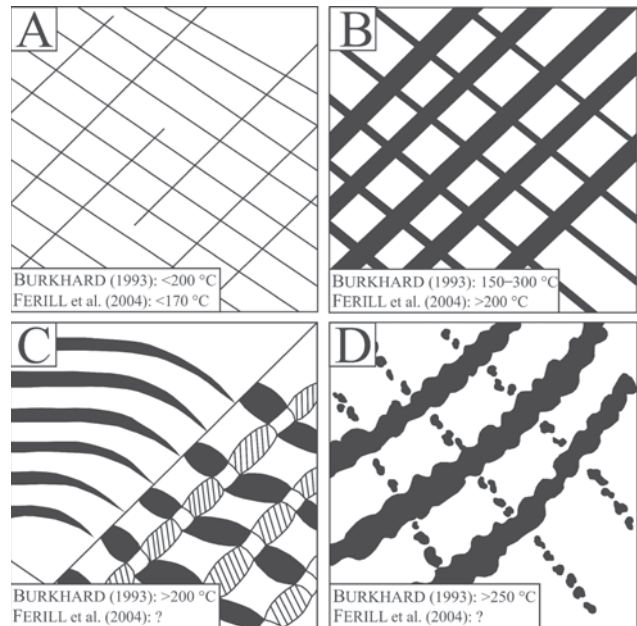 A
BURKHARD (1993): <200 °C
FERILL et al. (2004): <170 °C
B
BURKHARD (1993): 150–300 °C
FERILL et al. (2004): >200 °C
C
BURKHARD (1993): >200 °C
FERILL et al. (2004): ?
D
BURKHARD (1993): >250 °C
FERILL et al. (2004): ?